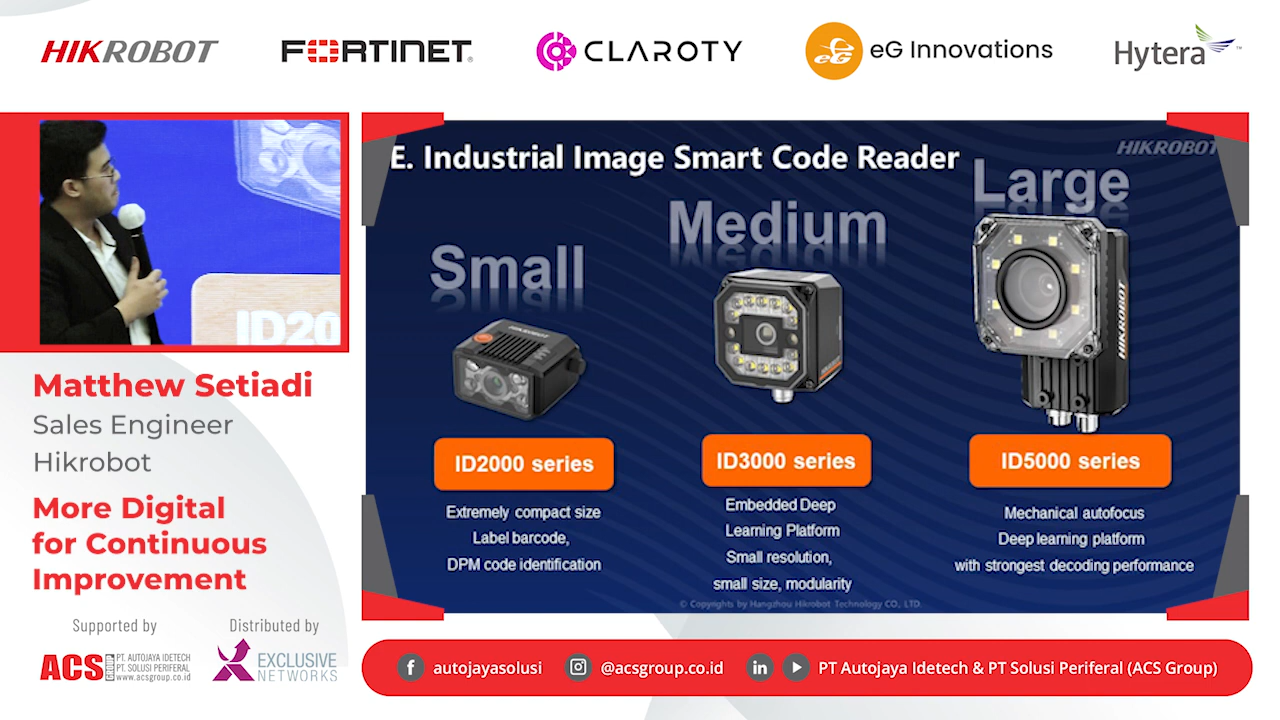 HIKROBOT
FORTINET
CLAROTY
eG Innovations
Hytera
ID20
Matthew Setiadi
Sales Engineer
Hikrobot
More Digital
for Continuous
Improvement
Supported by
ACS
PT. AUTOJAYA IDETECH
PT. SOLUSI PERIFERAL
www.acsgroup.co.id
Distributed by
EXCLUSIVE
NETWORKS
E. Industrial Image Smart Code Reader
HIKROBOT
Small
Medium
Large
HIKROBOT
HIKROBOT
ID2000 series
Extremely compact size
Label barcode,
DPM code identification
ID3000 series
Embedded Deep
Learning Platform
Small resolution,
small size, modularity
ID5000 series
Mechanical autofocus
Deep learning platform
with strongest decoding performance
© Copyrights by Hangzhou Hikrobot Technology CO., LTD.
autojayasolusi
@acsgroup.co.id
in
PT Autojaya Idetech & PT Solusi Periferal (ACS Group)